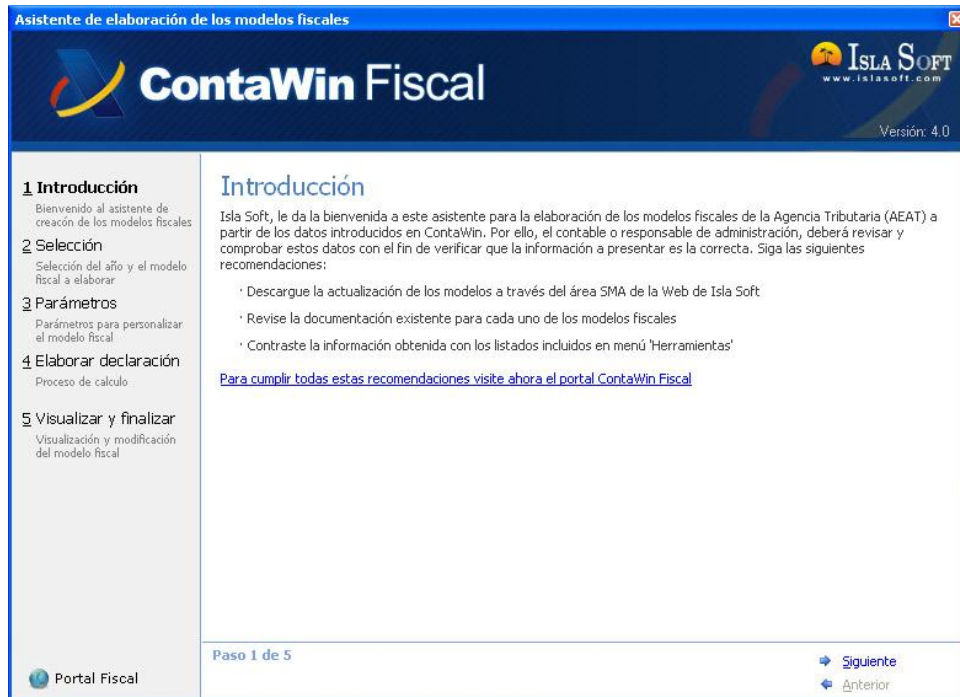 Asistente de elaboración de los modelos fiscales
ContaWin Fiscal
ISLA SOFT
www.islasoft.com
Versión: 4.0
1 Introducción
Bienvenido al asistente de
creacón de los modelos fiscales
2 Selección
Selección del año y el modelo
fiscal a elaborar
3 Parámetros
Parámetros para personalizar
el modelo fiscal
4 Elaborar declaración
Proceso de calculo
5 Visualizar y finalizar
Visualización y modificación
del modelo fiscal
Portal Fiscal
Introducción
Isla Soft, le da la bienvenida a este asistente para la elaboración de los modelos fiscales de la Agencia Tributaria (AEAT) a
partir de los datos introducidos en ContaWin. Por ello, el contable o responsable de administración, deberá revisar y
comprobar estos datos con el fin de verificar que la información a presentar es la correcta. Siga las siguientes
recomendaciones:
· Descargue la actualización de los modelos a través del área SMA de la Web de Isla Soft
· Revise la documentación existente para cada uno de los modelos fiscales
· Contraste la información obtenida con los listados incluidos en menú 'Herramientas'
Para cumplir todas estas recomendaciones visite ahora el portal ContaWin Fiscal
Paso 1 de 5
Siguiente
Anterior